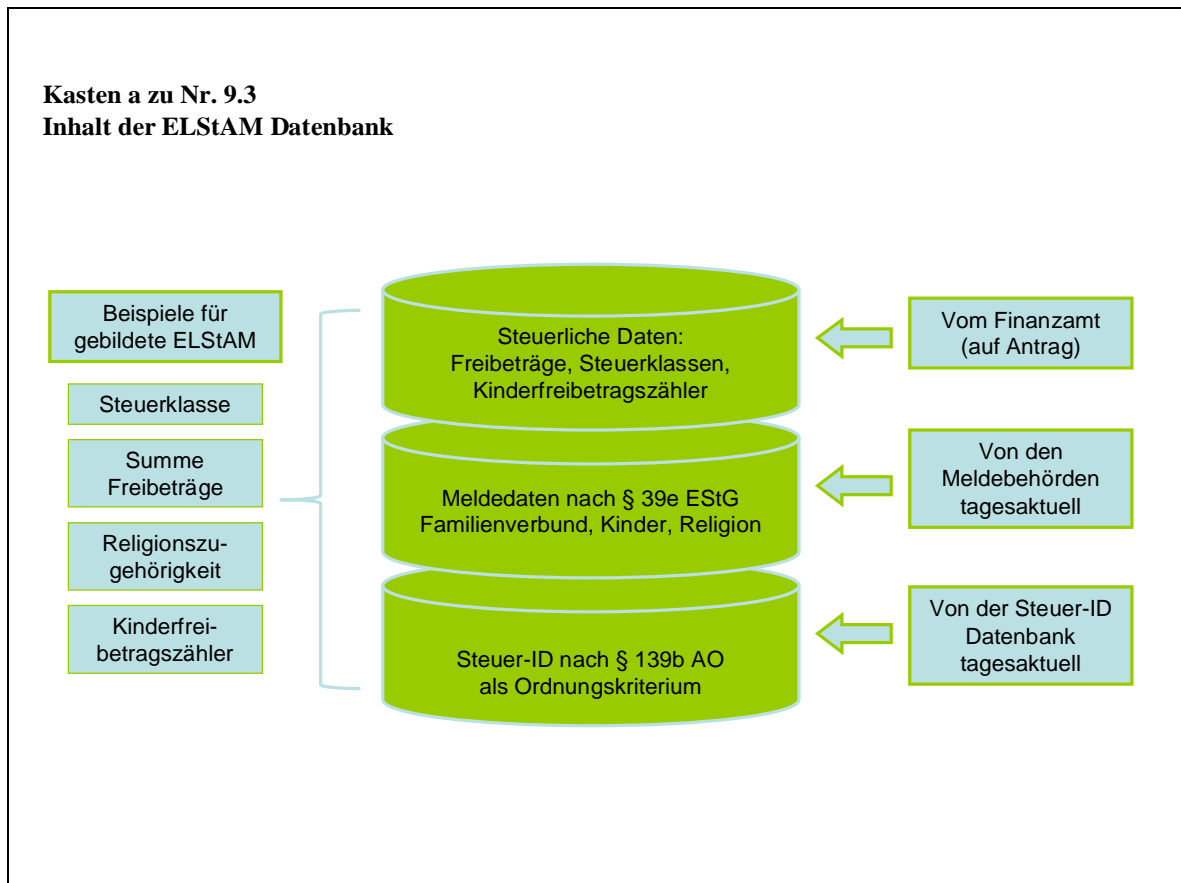 Kasten a zu Nr. 9.3
Inhalt der ELStAM Datenbank
Beispiele für
gebildete ELStAM
Steuerklasse
Summe
Freibeträge
Religionszu-
gehörigkeit
Kinderfrei-
betragszähler
Steuerliche Daten:
Freibeträge, Steuerklassen,
Kinderfreibetragszähler
Meldedaten nach § 39e EStG
Familienverbund, Kinder, Religion
Steuer-ID nach § 139b AO
als Ordnungskriterium
Vom Finanzamt
(auf Antrag)
Von den
Meldebehörden
tagesaktuell
Von der Steuer-ID
Datenbank
tagesaktuell